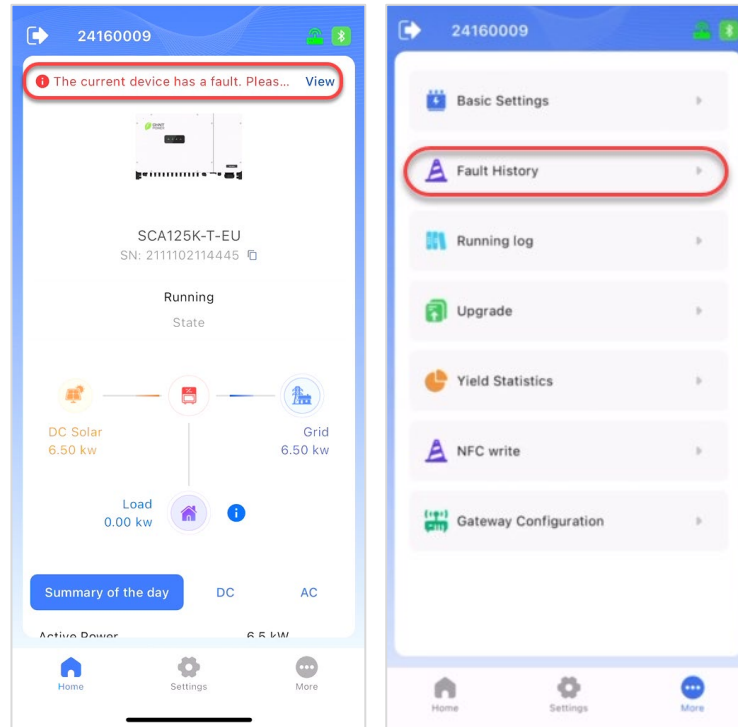 24160009
The current device has a fault. Pleas... View
SMART
POWER
SCA125K-T-EU
SN: 2111102114445
Running
State
DC Solar
6.50 kw
Grid
6.50 kw
Load
0.00 kw
Summary of the day DC AC
Active Power 6.5 kW
Home Settings More
24160009
Basic Settings
Fault History
Running log
Upgrade
Yield Statistics
NFC write
Gateway Configuration
Home Settings More